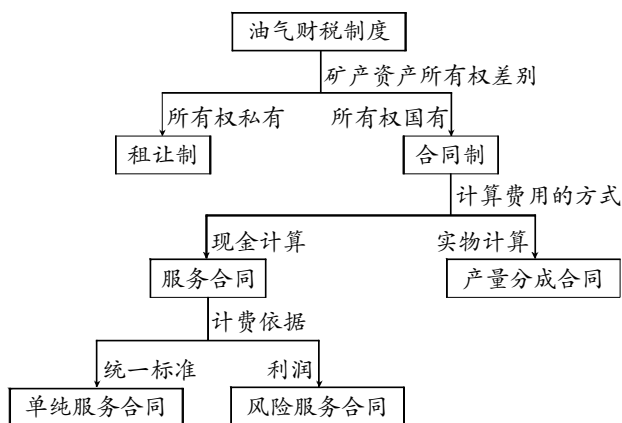 油气财税制度
矿产资产所有权差别
所有权私有
所有权国有
租让制
合同制
计算费用的方式
现金计算
实物计算
服务合同
产量分成合同
计费依据
统一标准
利润
单纯服务合同
风险服务合同